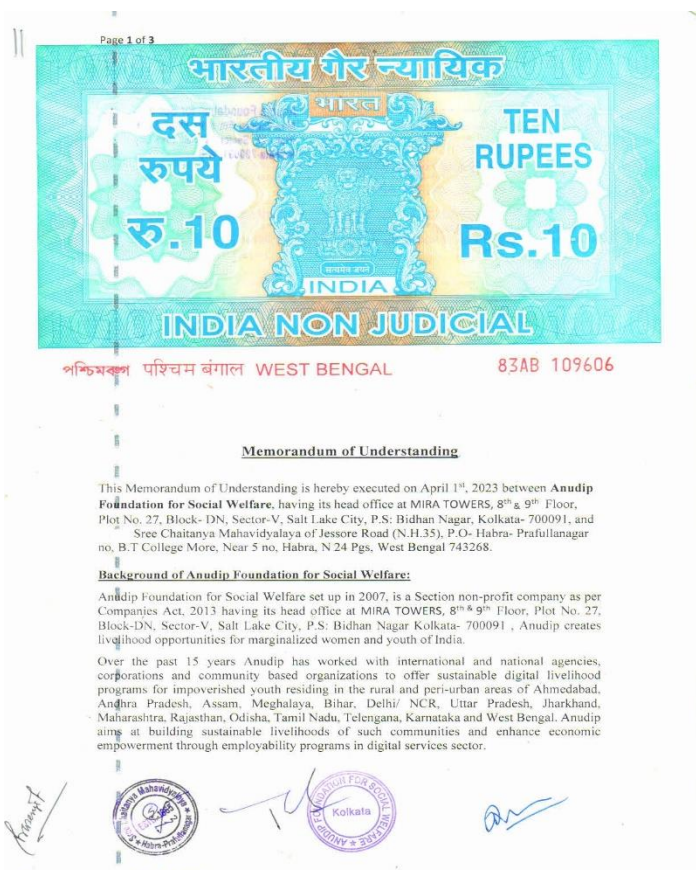 Page 1 of 3
भारतीय गैर न्यायिक
भारत
दस
रुपये
रु.10
TEN
RUPEES
Rs.10
सत्यमेव जयते
INDIA
INDIA NON JUDICIAL
পশ্চিমবঙ্গ पश्चिम बंगाल WEST BENGAL
83AB 109606
Memorandum of Understanding
This Memorandum of Understanding is hereby executed on April 1st, 2023 between Anudip
Foundation for Social Welfare, having its head office at MIRA TOWERS, 8th & 9th Floor,
Plot No. 27, Block- DN, Sector-V, Salt Lake City, P.S: Bidhan Nagar, Kolkata- 700091, and
Sree Chaitanya Mahavidyalaya of Jessore Road (N.H.35), P.O- Habra- Prafullanagar
no, B.T College More, Near 5 no, Habra, N 24 Pgs, West Bengal 743268.
Background of Anudip Foundation for Social Welfare:
Anudip Foundation for Social Welfare set up in 2007, is a Section non-profit company as per
Companies Act, 2013 having its head office at MIRA TOWERS, 8th & 9th Floor, Plot No. 27,
Block-DN, Sector-V, Salt Lake City, P.S: Bidhan Nagar Kolkata- 700091 , Anudip creates
livelihood opportunities for marginalized women and youth of India.
Over the past 15 years Anudip has worked with international and national agencies,
corporations and community based organizations to offer sustainable digital livelihood
programs for impoverished youth residing in the rural and peri-urban areas of Ahmedabad,
Andhra Pradesh, Assam, Meghalaya, Bihar, Delhi/ NCR, Uttar Pradesh, Jharkhand,
Maharashtra, Rajasthan, Odisha, Tamil Nadu, Telengana, Karnataka and West Bengal. Anudip
aims at building sustainable livelihoods of such communities and enhance economic
empowerment through employability programs in digital services sector.
Chaitanya Mahavidyalaya
Habra-
ANUDIP FOUNDATION FOR SOCIAL WELFARE
Kolkata